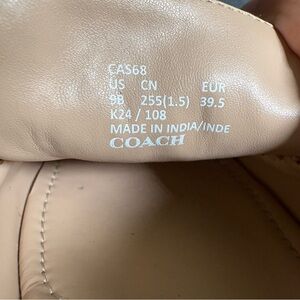 CAS68
US CN EUR
9B 255(1.5) 39.5
K24 / 108
MADE IN INDIA/INDE
COACH